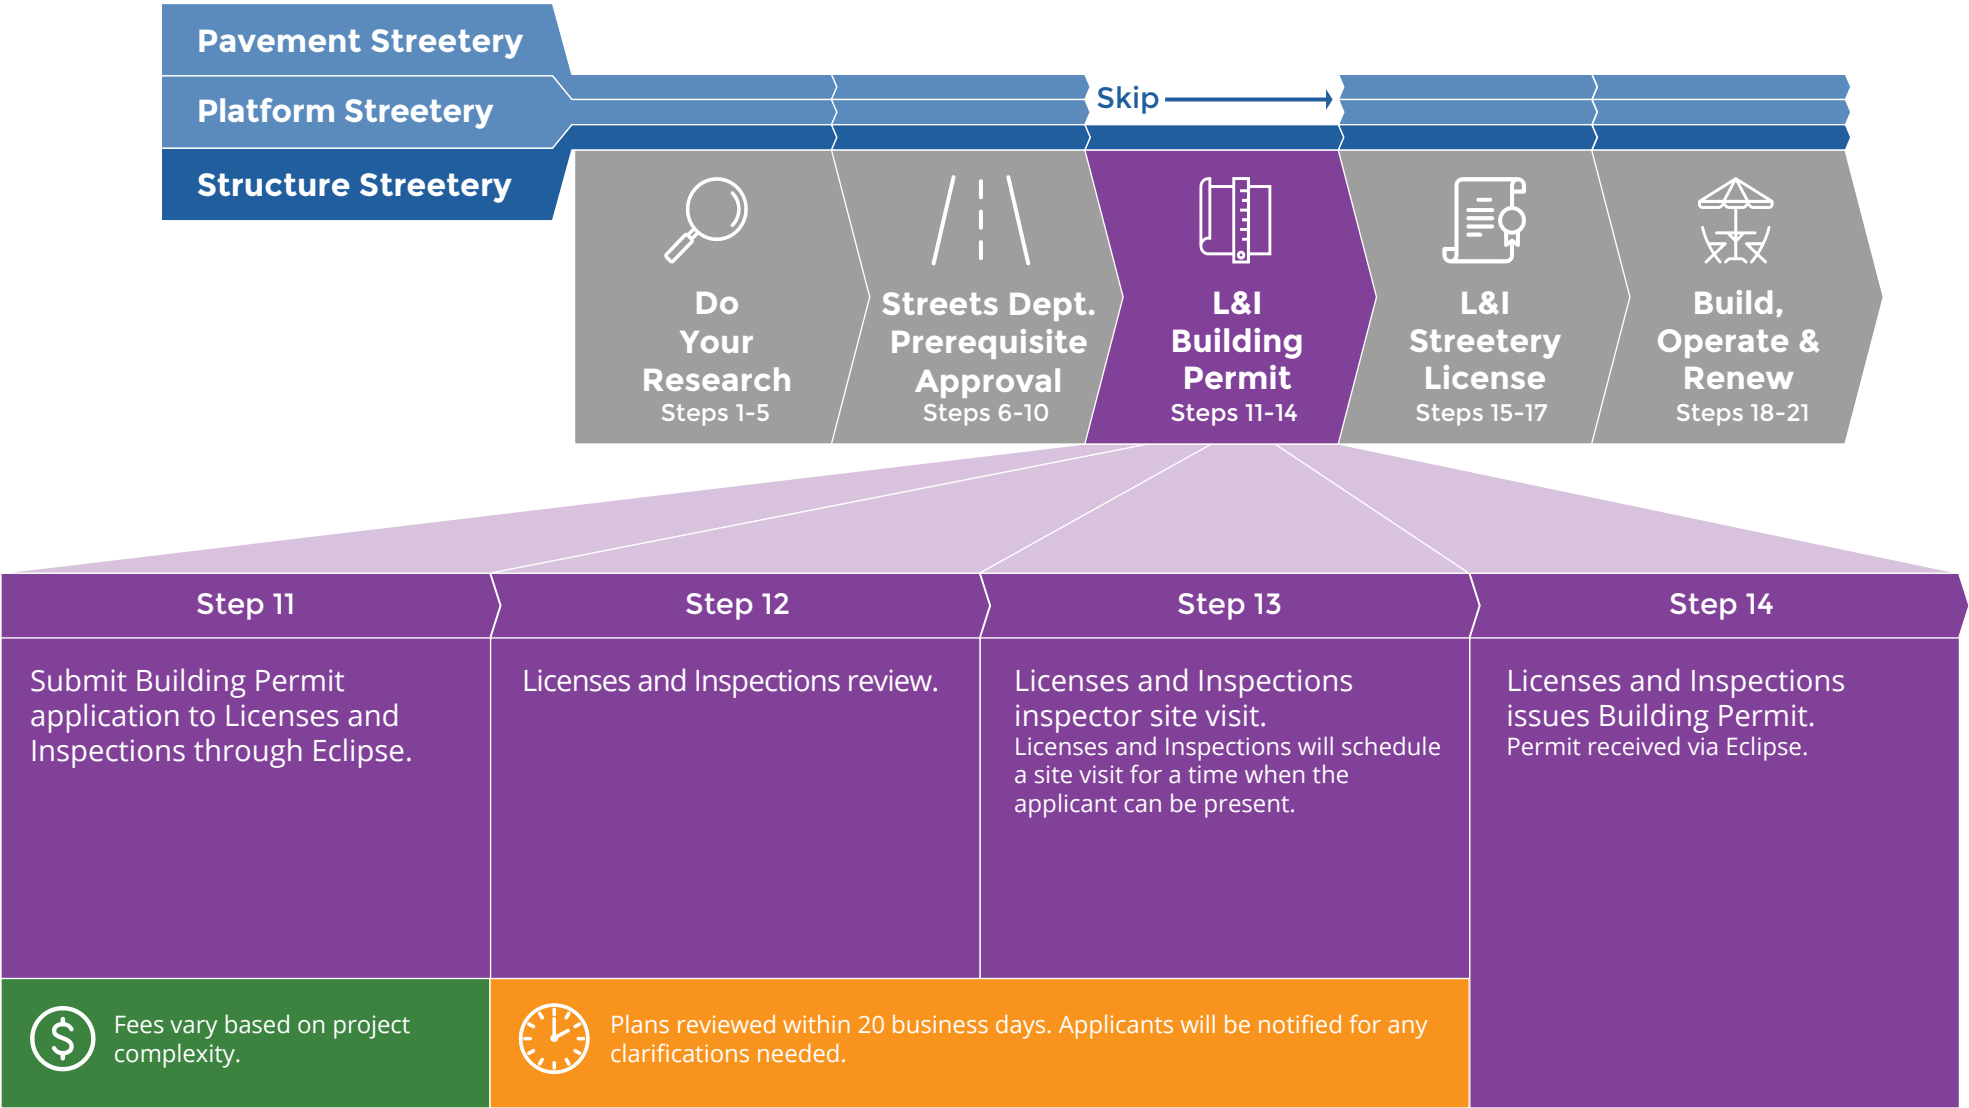 Pavement Streetery
Platform Streetery
Structure Streetery
Skip
Do
Your
Research
Steps 1-5
Streets Dept.
Prerequisite
Approval
Steps 6-10
L&I
Building
Permit
Steps 11-14
L&I
Streetery
License
Steps 15-17
Build,
Operate &
Renew
Steps 18-21
Step 11
Submit Building Permit
application to Licenses and
Inspections through Eclipse.
Fees vary based on project
complexity.
Step 12
Licenses and Inspections review.
Step 13
Licenses and Inspections
inspector site visit.
Licenses and Inspections will schedule
a site visit for a time when the
applicant can be present.
Plans reviewed within 20 business days. Applicants will be notified for any
clarifications needed.
Step 14
Licenses and Inspections
issues Building Permit.
Permit received via Eclipse.